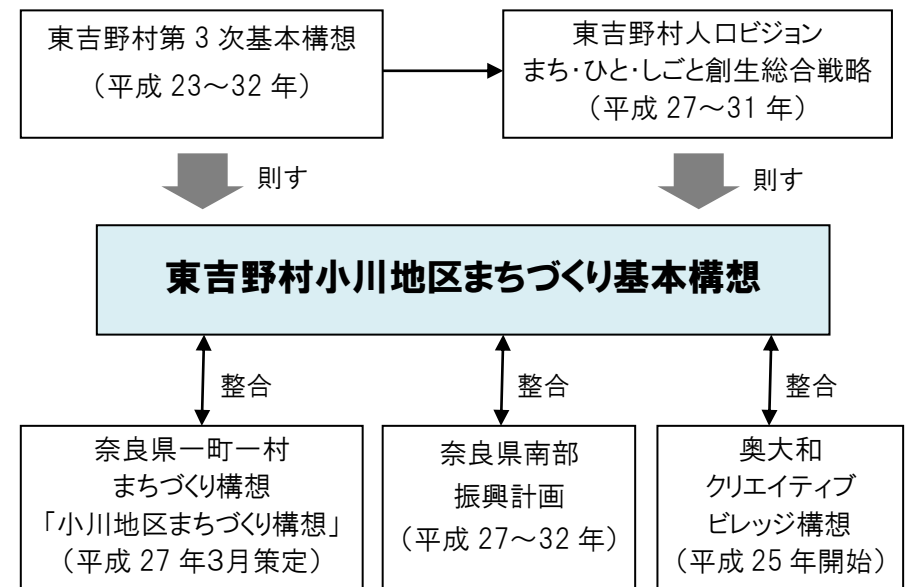 東吉野村第3次基本構想
（平成 23～32 年）
東吉野村人口ビジョン
まち・ひと・しごと創生総合戦略
（平成 27～31 年）
則す
則す
東吉野村小川地区まちづくり基本構想
整合
整合
整合
奈良県一町一村
まちづくり構想
「小川地区まちづくり構想」
（平成 27 年3月策定）
奈良県南部
振興計画
（平成 27～32 年）
奥大和
クリエイティブ
ビレッジ構想
（平成 25 年開始）